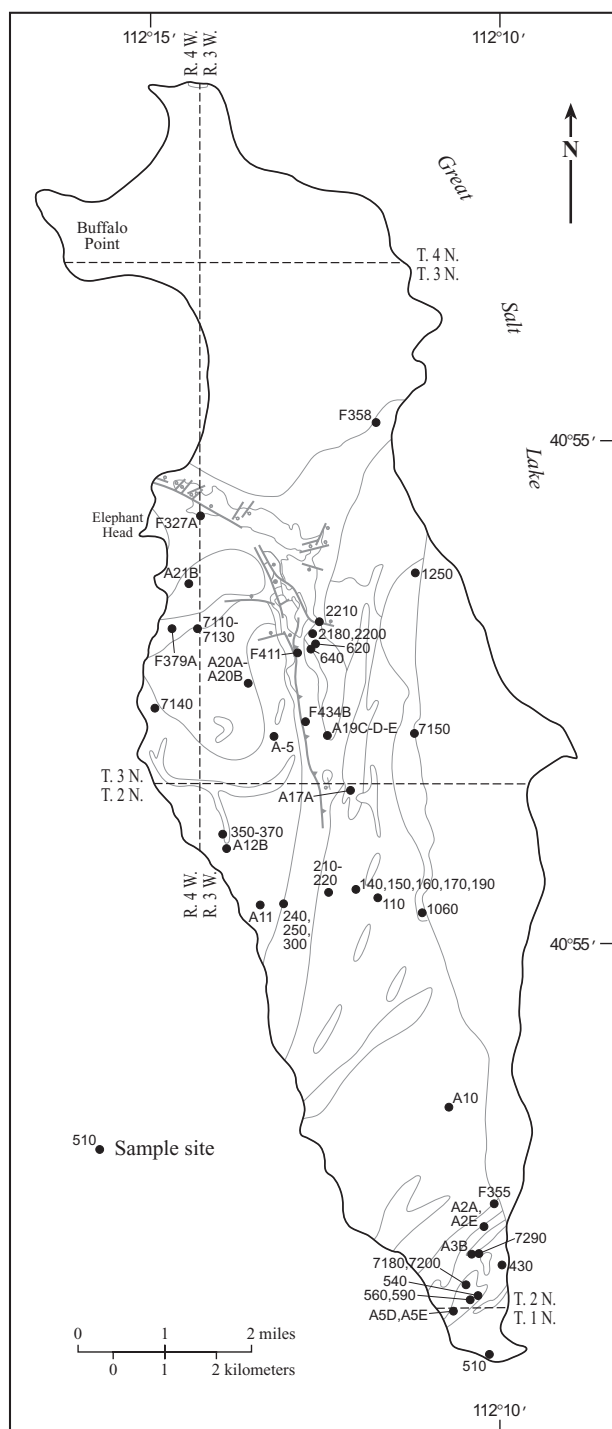 112°15′
112°10′
R. 4 W.
R. 3 W.
N
Great
Salt
Lake
Buffalo
Point
T. 4 N.
T. 3 N.
F358
40°55′
Elephant
Head
F327A
A21B
1250
7110-
7130
2210
2180,2200
620
640
F379A
F411
A20A-
A20B
7140
F434B
A19C-D-E
7150
A-5
T. 3 N.
T. 2 N.
A17A
350-370
A12B
210-
220
140,150,160,170,190
110
1060
R. 4 W.
R. 3 W.
A11
240,
250,
300
40°55′
A10
510
Sample site
F355
A2A,
A2E
A3B
7290
7180,7200
430
540
560,590
A5D,A5E
T. 2 N.
T. 1 N.
510
0 1 2 miles
0 1 2 kilometers
112°10′